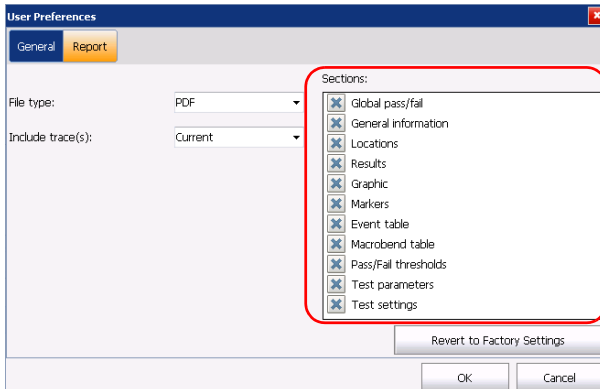 User Preferences
General Report
Sections:
File type: PDF
Include trace(s): Current
Global pass/fail
General information
Locations
Results
Graphic
Markers
Event table
Macrobend table
Pass/Fail thresholds
Test parameters
Test settings
Revert to Factory Settings
OK Cancel